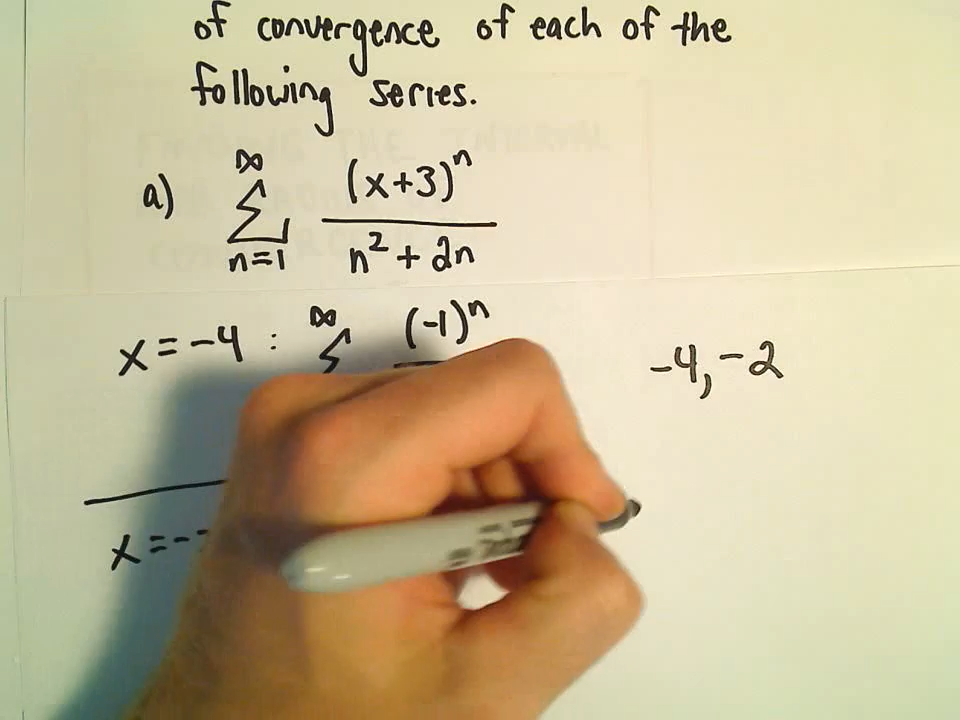 of convergence of each of the
following series.
a) ∞ Σ n=1 (x+3)^n / n^2 + 2n
x = -4 : ∞ Σ (-1)^n
-4, -2
x = -